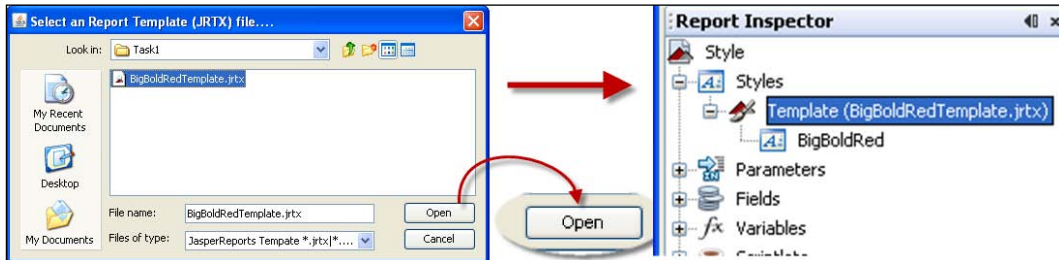 Select an Report Template (JRTX) file....
Look in: Task1
BigBoldRedTemplate.jrtx
My Recent
Documents
Desktop
My Documents
File name: BigBoldRedTemplate.jrtx Open
Files of type: JasperReports Tempate *.jrtx|*.... Cancel
Open
Report Inspector
Style
Styles
Template (BigBoldRedTemplate.jrtx)
BigBoldRed
Parameters
Fields
fx Variables